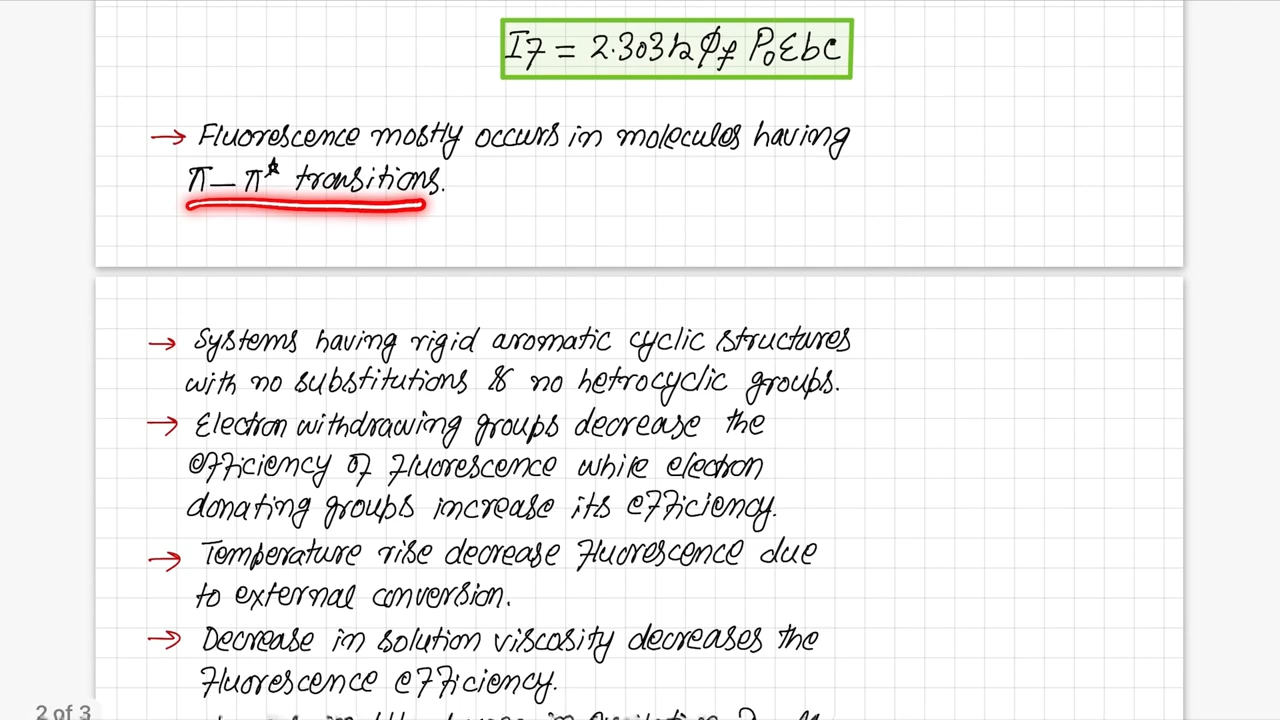 If = 2.303k φf P₀εbc
→ Fluorescence mostly occurs in molecules having
π–π* transitions.
→ Systems having rigid aromatic cyclic structures
with no substitutions & no hetrocyclic groups.
→ Electron withdrawing groups decrease the
efficiency of fluorescence while electron
donating groups increase its efficiency.
→ Temperature rise decrease fluorescence due
to external conversion.
→ Decrease in solution viscosity decreases the
fluorescence efficiency.
2 of 3